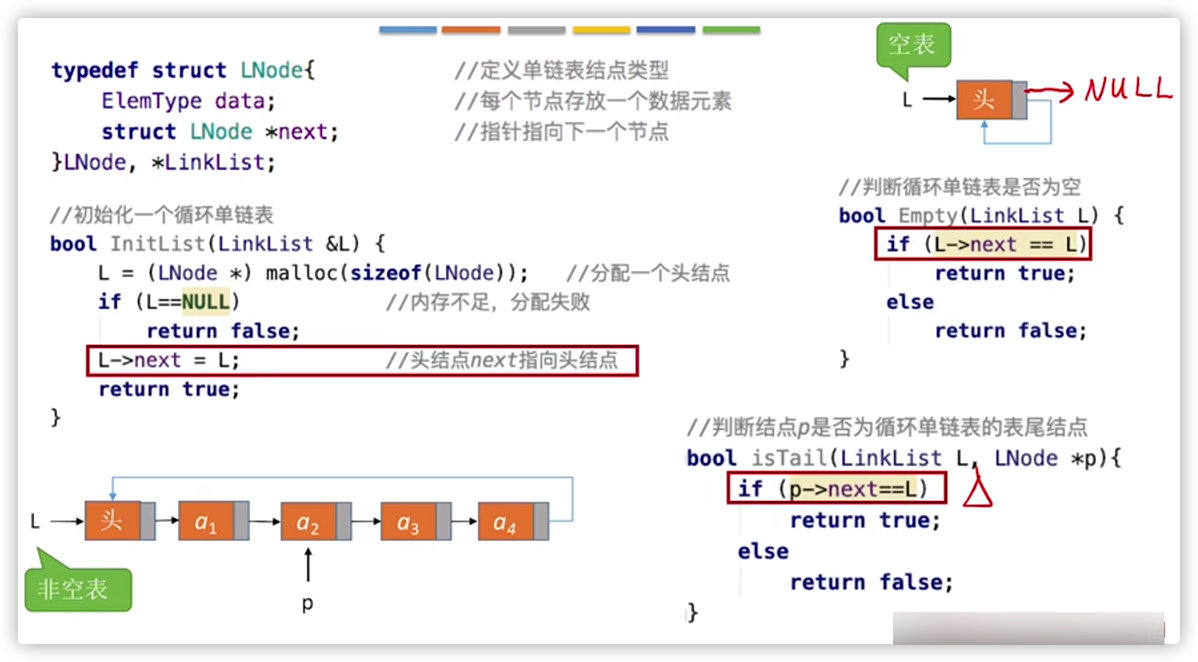 typedef struct LNode{ //定义单链表结点类型
ElemType data; //每个节点存放一个数据元素
struct LNode *next; //指针指向下一个节点
}LNode, *LinkList;
//初始化一个循环单链表
bool InitList(LinkList &L) {
L = (LNode *) malloc(sizeof(LNode)); //分配一个头结点
if (L==NULL) //内存不足，分配失败
return false;
L->next = L; //头结点next指向头结点
return true;
}
空表
L
头
NULL
//判断循环单链表是否为空
bool Empty(LinkList L) {
if (L->next == L)
return true;
else
return false;
}
//判断结点p是否为循环单链表的表尾结点
bool isTail(LinkList L, LNode *p){
if (p->next==L)
return true;
else
return false;
}
L 头 a1 a2 a3 a4
非空表
p